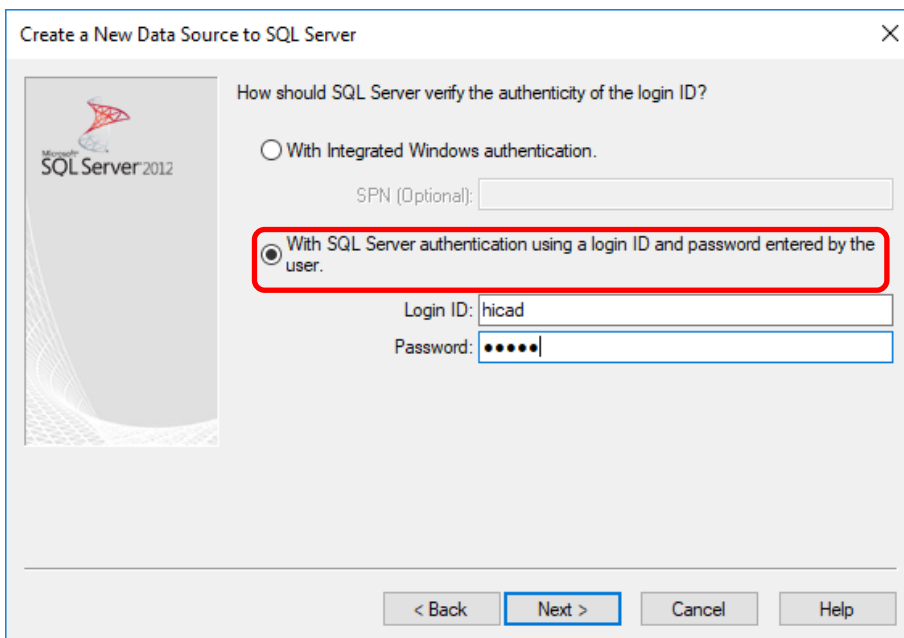 Create a New Data Source to SQL Server
How should SQL Server verify the authenticity of the login ID?
Microsoft®
SQL Server 2012
With Integrated Windows authentication.
SPN (Optional):
With SQL Server authentication using a login ID and password entered by the
user.
Login ID: hicad
Password: •••••
< Back Next > Cancel Help